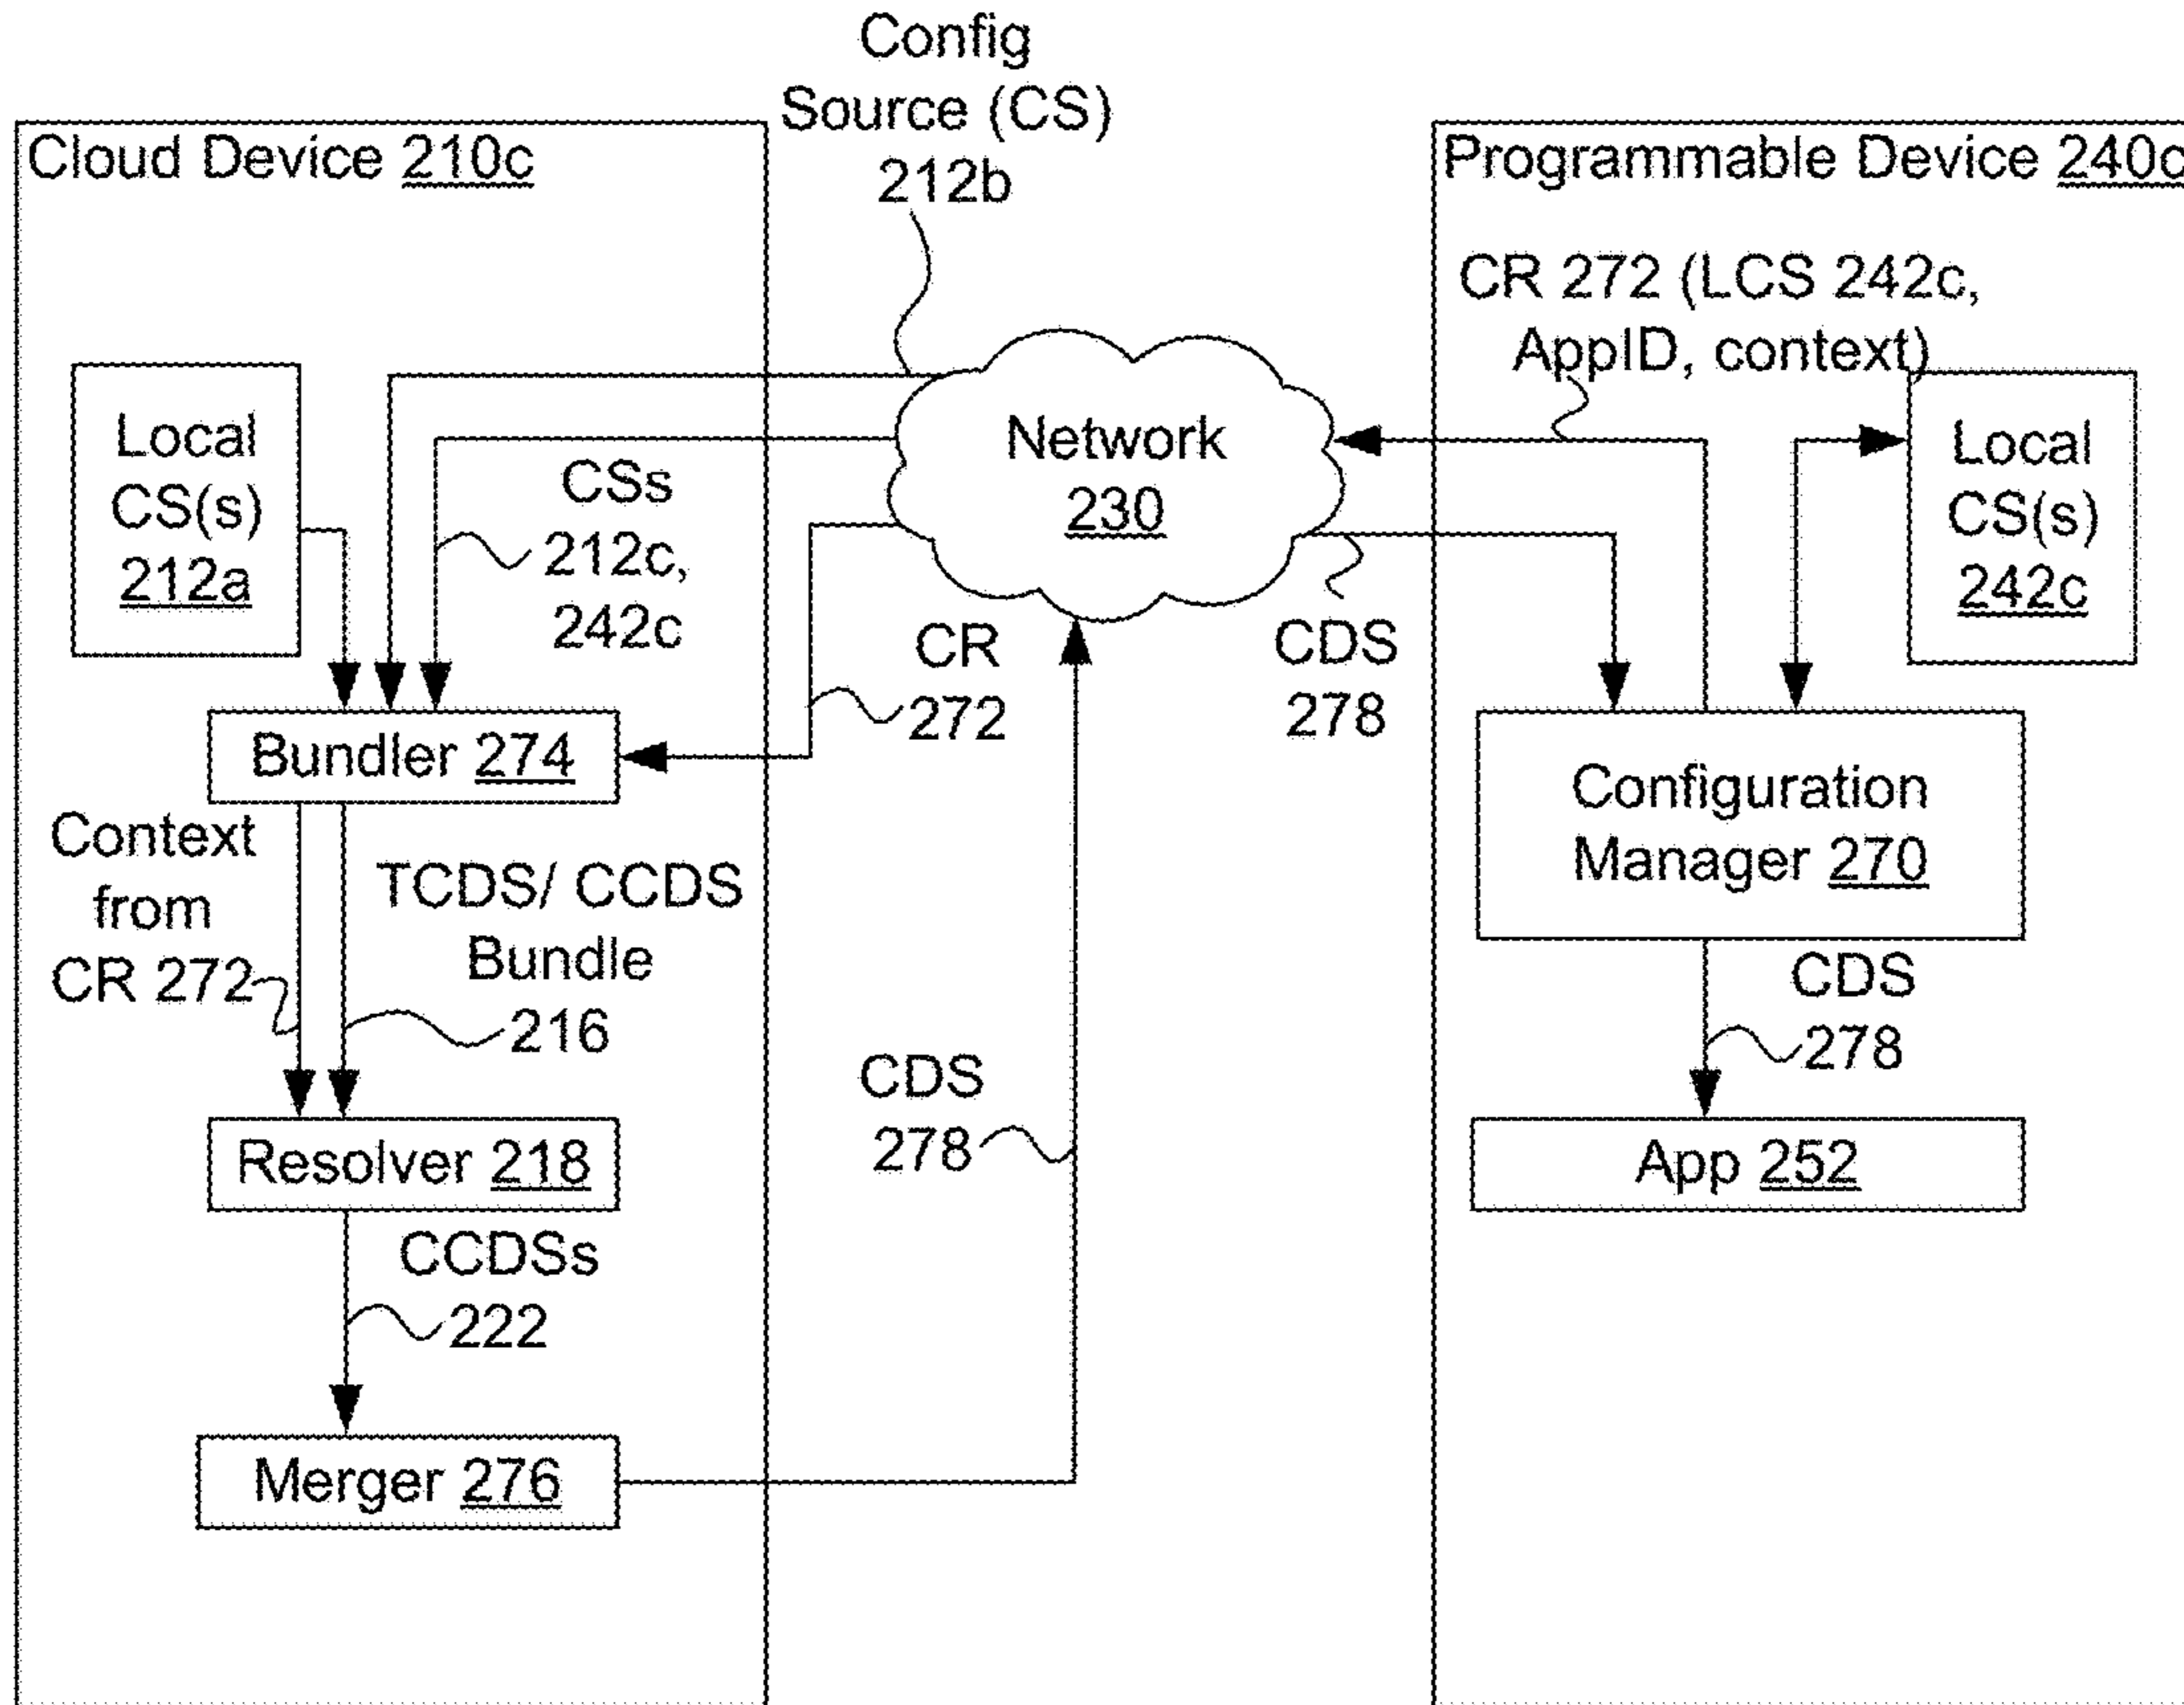 Config
Source (CS)
212b
Cloud Device 210c
Local
CS(s)
212a
CSs
212c,
242c
Network
230
CR
272
Bundler 274
Context
from
CR 272
TCDS/ CCDS
Bundle
216
Resolver 218
CCDSs
222
Merger 276
CDS
278
CDS
278
Programmable Device
CR 272 (LCS 242c,
AppID, context)
Local
CS(s)
242c
Configuration
Manager 270
CDS
278
App 252